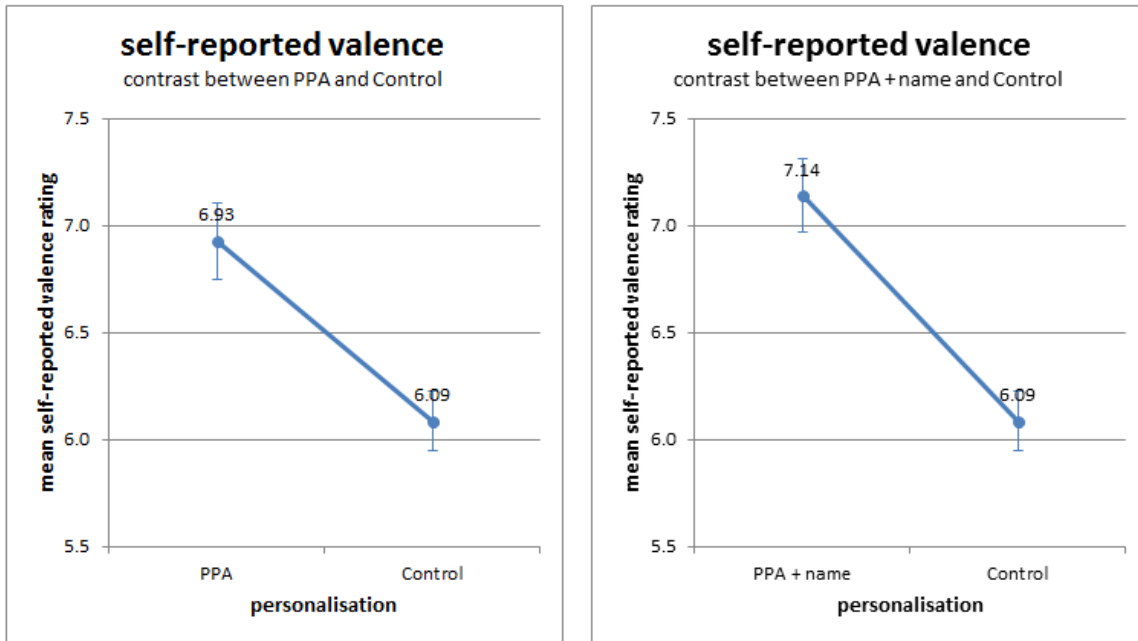 self-reported valence
contrast between PPA and Control
7.5
7.0
6.5
6.0
5.5
mean self-reported valence rating
6.93
6.09
PPA
Control
personalisation
self-reported valence
contrast between PPA + name and Control
7.5
7.0
6.5
6.0
5.5
mean self-reported valence rating
7.14
6.09
PPA + name
Control
personalisation